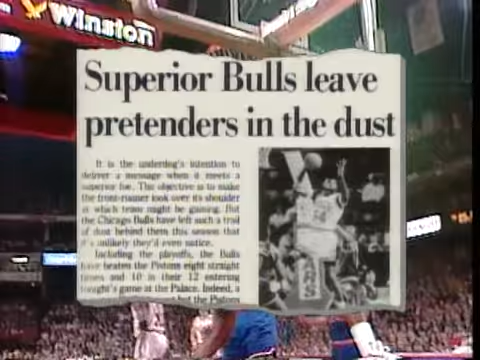 Winston
Superior Bulls leave
pretenders in the dust
It is the underdog's intention to
deliver a message when it meets a
superior foe. The objective is to make
the front-runner look over its shoulder
at which team might be gaining. But
the Chicago Bulls have left such a trail
of dust behind them this season that
it's unlikely they'd even notice.
Including the playoffs, the Bulls
have beaten the Pistons eight straight
times and 10 in their 12 entering
tonight's game at the Palace. Indeed, a
but the Pistons